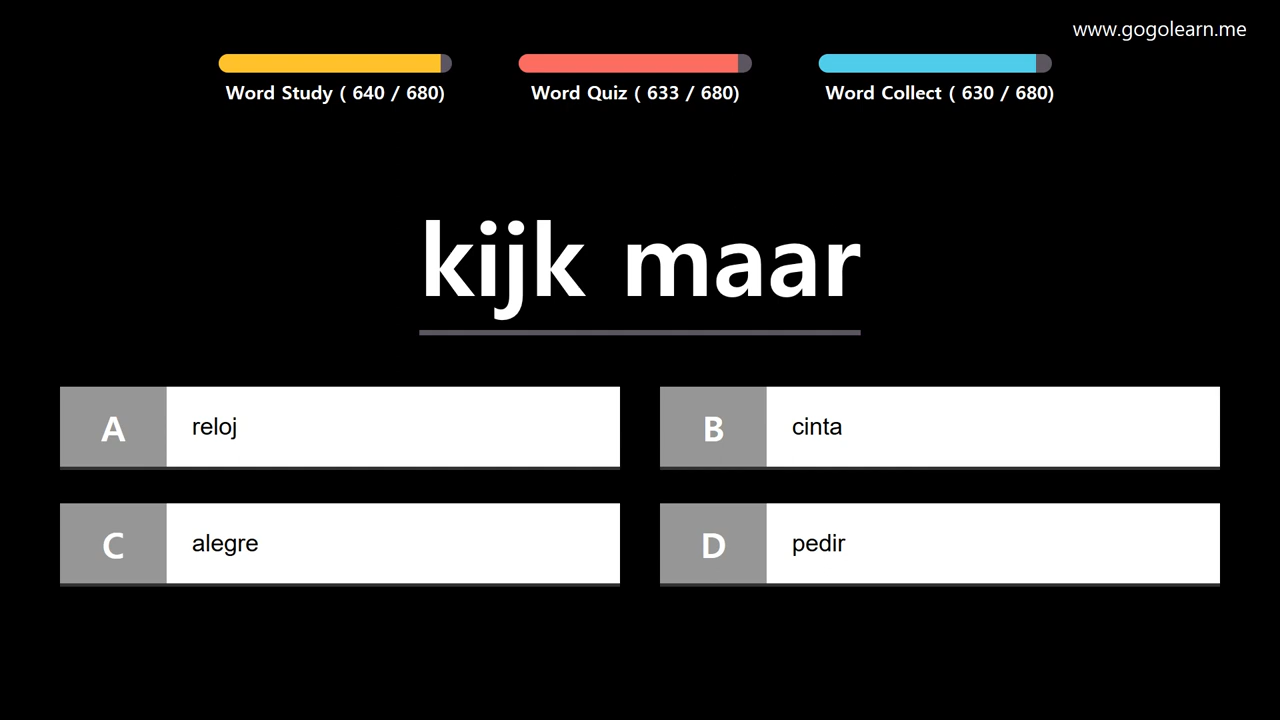 www.gogolearn.me
Word Study ( 640 / 680)
Word Quiz ( 633 / 680)
Word Collect ( 630 / 680)
kijk maar
A reloj
B cinta
C alegre
D pedir